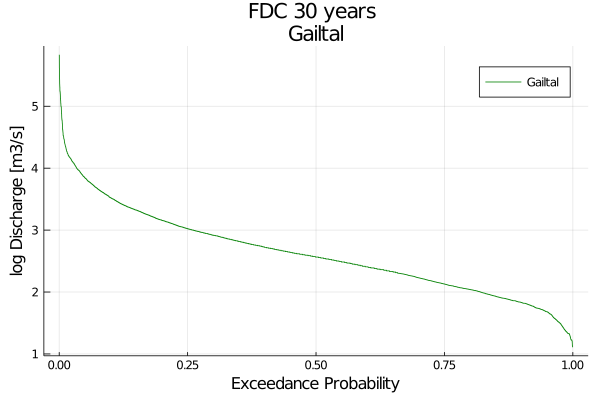 FDC 30 years
Gailtal
Gailtal
log Discharge [m3/s]
5
4
3
2
1
0.00 0.25 0.50 0.75 1.00
Exceedance Probability